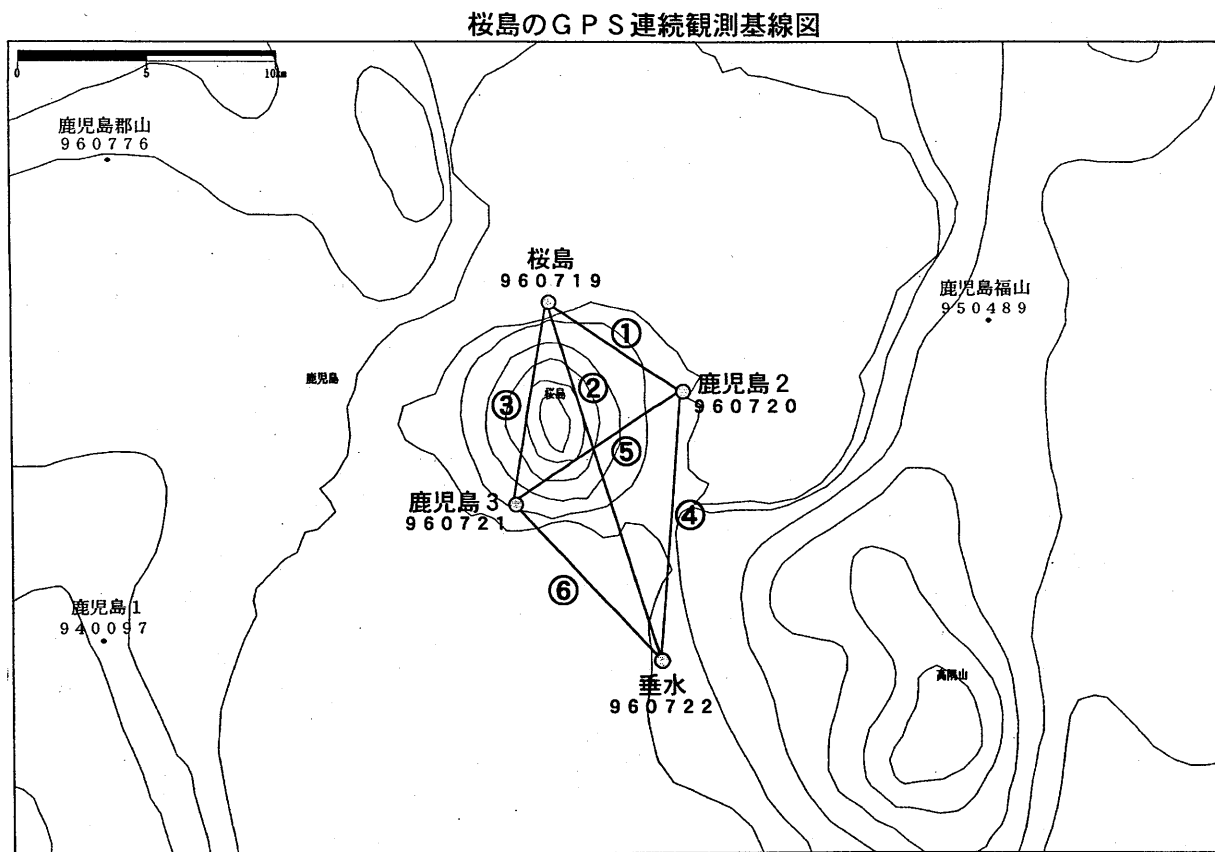 桜島のＧＰＳ連続観測基線図
0 5 10km
鹿児島郡山
960776
桜島
960719
鹿児島福山
950489
①
鹿児島
②
桜島
③
鹿児島2
960720
⑤
鹿児島3
960721
④
⑥
鹿児島1
940097
垂水
960722
高隈山